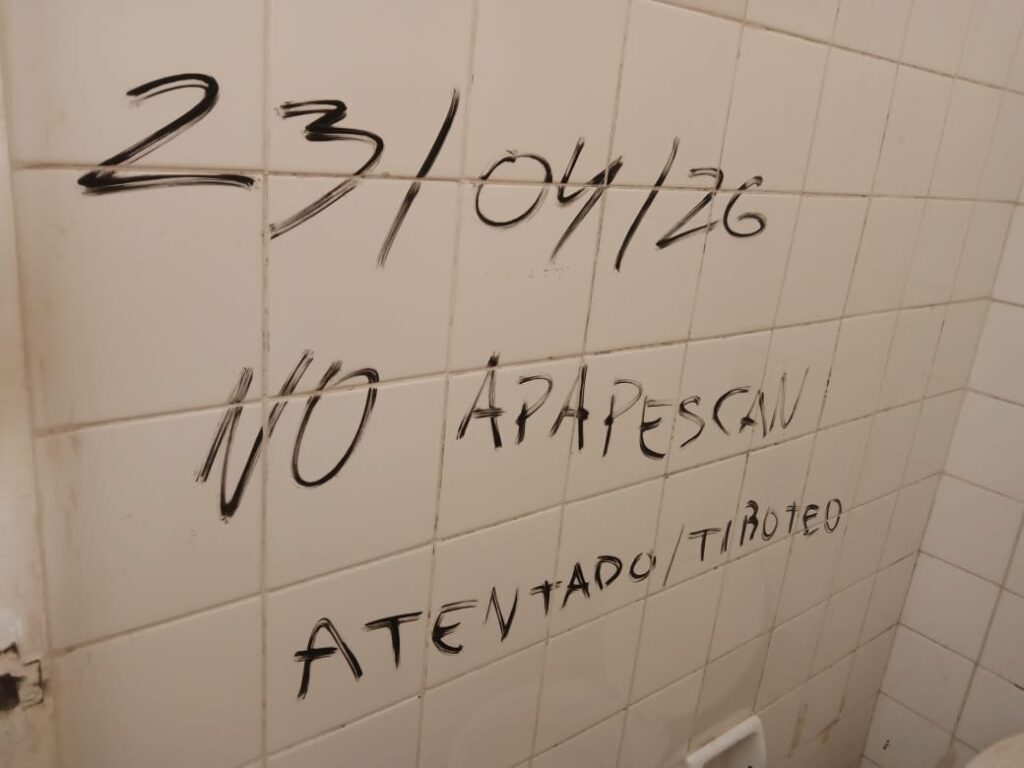 23/04/26
NO APAPESCAN
ATENTADO/TIROTEO